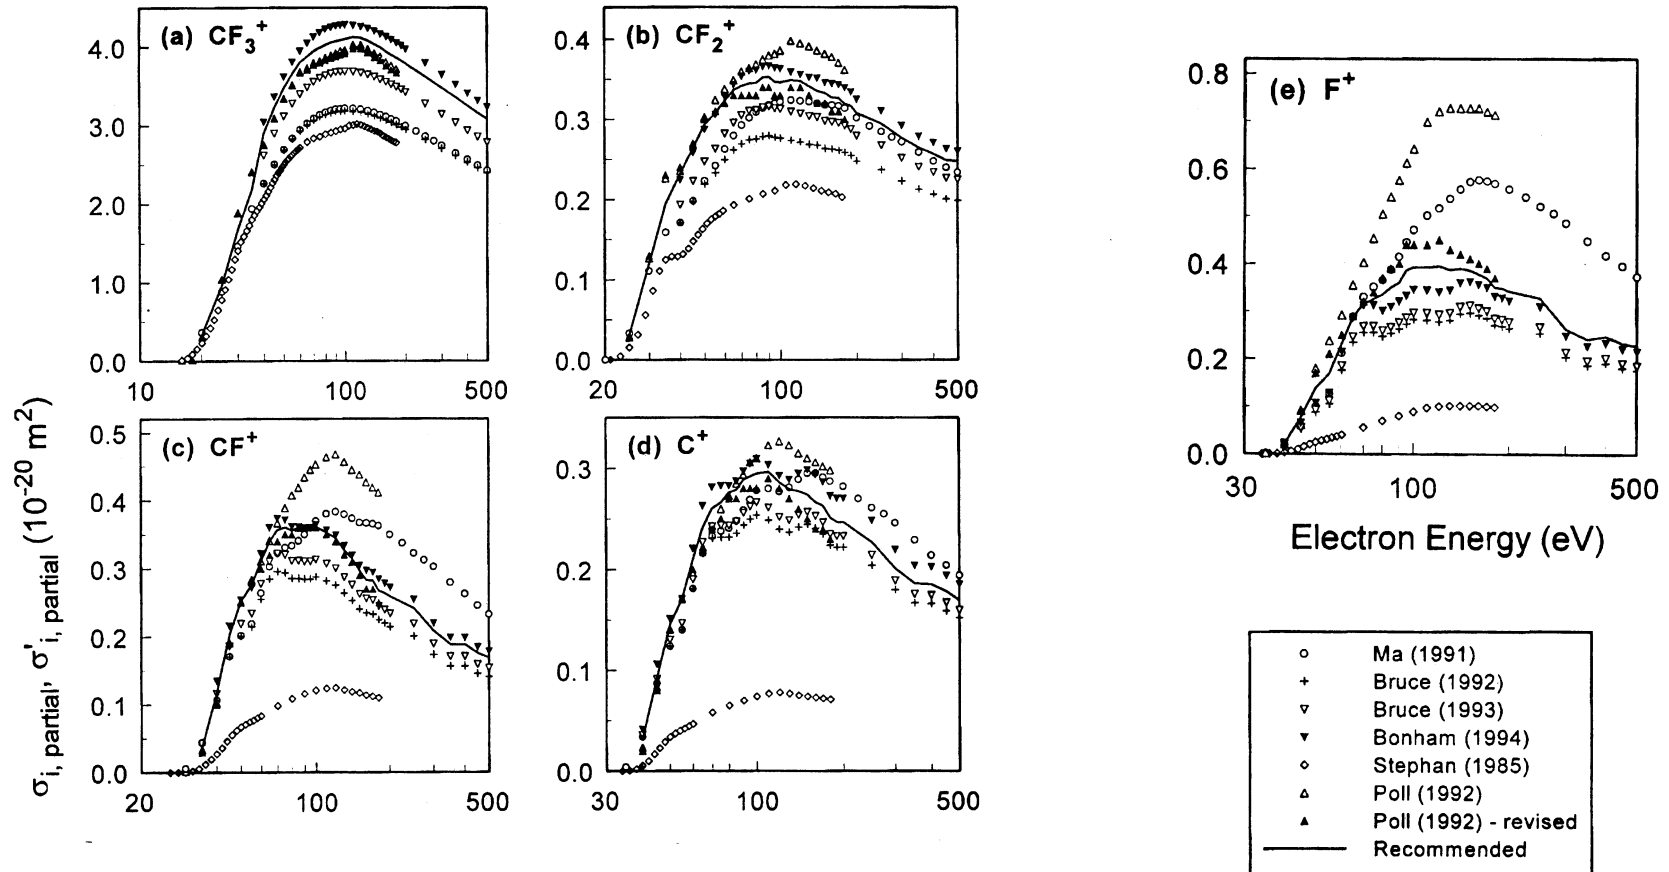 (a) CF3+
4.0
3.0
2.0
1.0
0.0
10
100
500
(b) CF2+
0.4
0.3
0.2
0.1
0.0
20
100
500
(c) CF+
0.5
0.4
0.3
0.2
0.1
0.0
20
100
500
(d) C+
0.3
0.2
0.1
0.0
30
100
500
(e) F+
0.8
0.6
0.4
0.2
0.0
30
100
500
σi, partial, σ'i, partial (10-20 m2)
Electron Energy (eV)
Ma (1991)
Bruce (1992)
Bruce (1993)
Bonham (1994)
Stephan (1985)
Poll (1992)
Poll (1992) - revised
Recommended